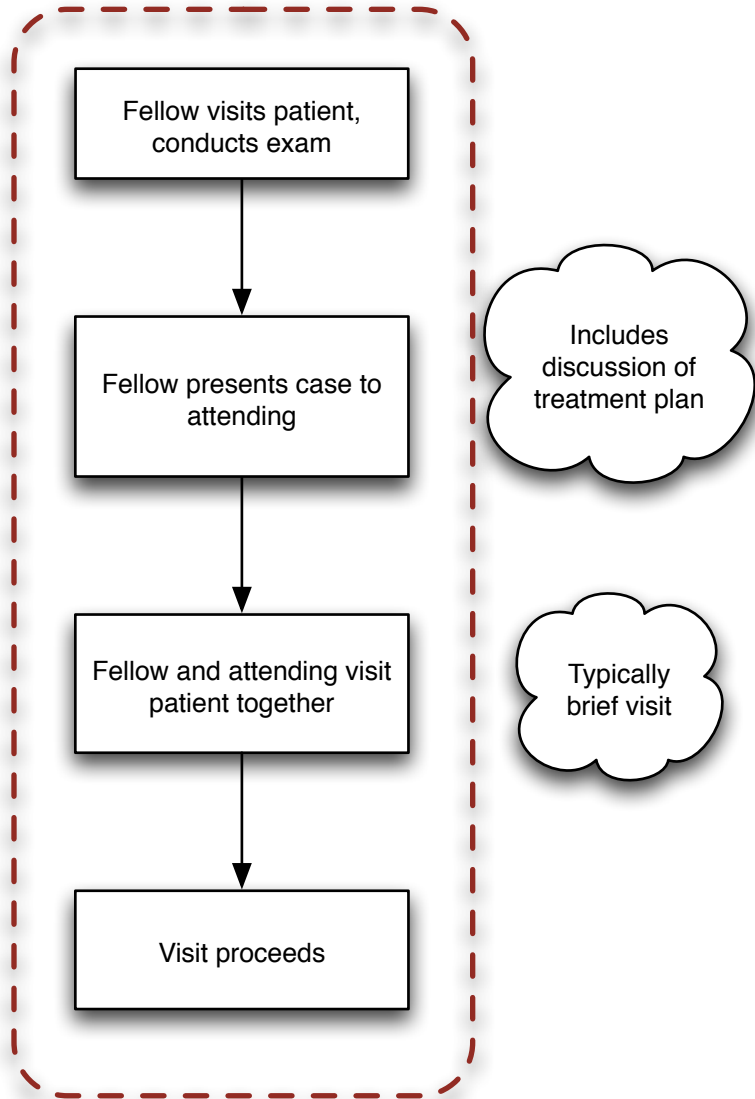 Fellow visits patient,
conducts exam
Fellow presents case to
attending
Includes
discussion of
treatment plan
Fellow and attending visit
patient together
Typically
brief visit
Visit proceeds